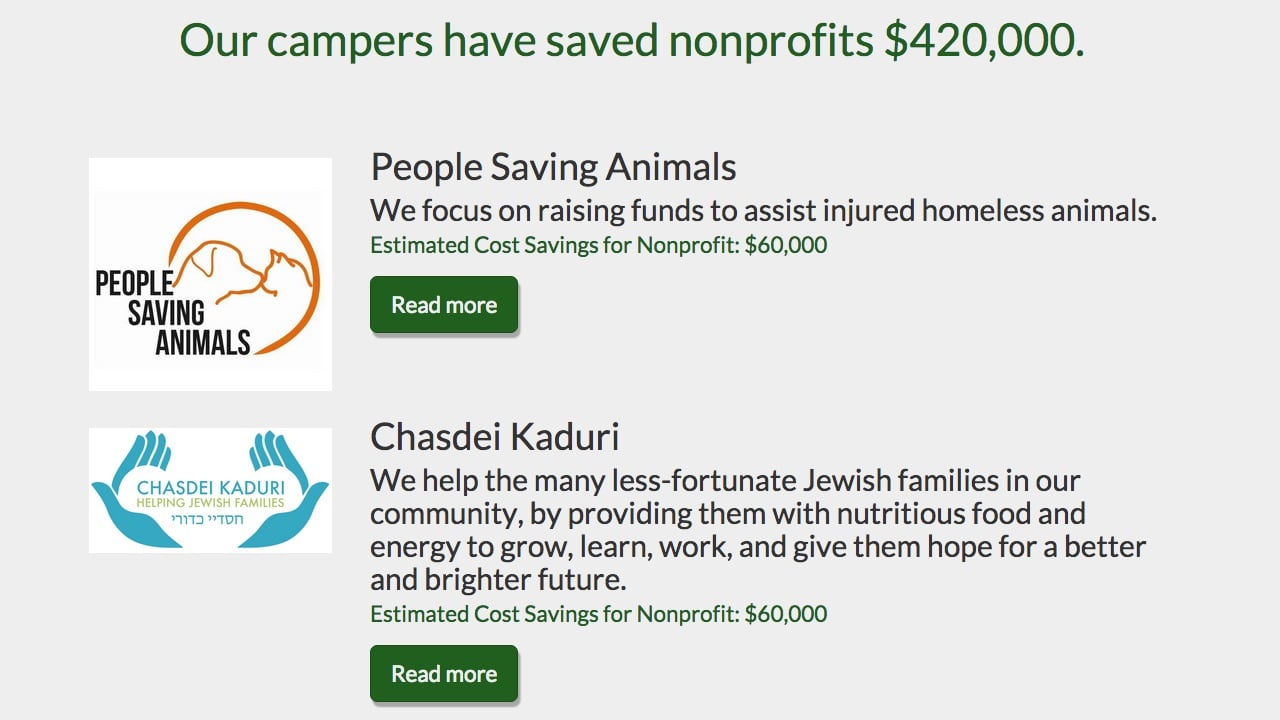 Our campers have saved nonprofits $420,000.
PEOPLE
SAVING
ANIMALS
People Saving Animals
We focus on raising funds to assist injured homeless animals.
Estimated Cost Savings for Nonprofit: $60,000
Read more
CHASDEI KADURI
HELPING JEWISH FAMILIES
חסדיי כדורי
Chasdei Kaduri
We help the many less-fortunate Jewish families in our
community, by providing them with nutritious food and
energy to grow, learn, work, and give them hope for a better
and brighter future.
Estimated Cost Savings for Nonprofit: $60,000
Read more